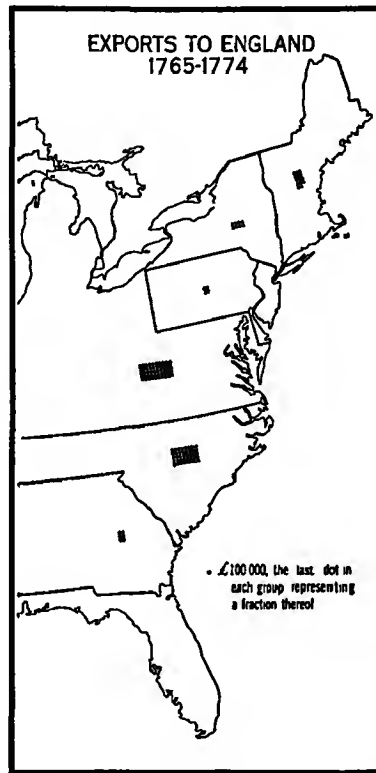 EXPORTS TO ENGLAND
1765-1774
. £100 000, the last dot in
each group representing
a fraction thereof